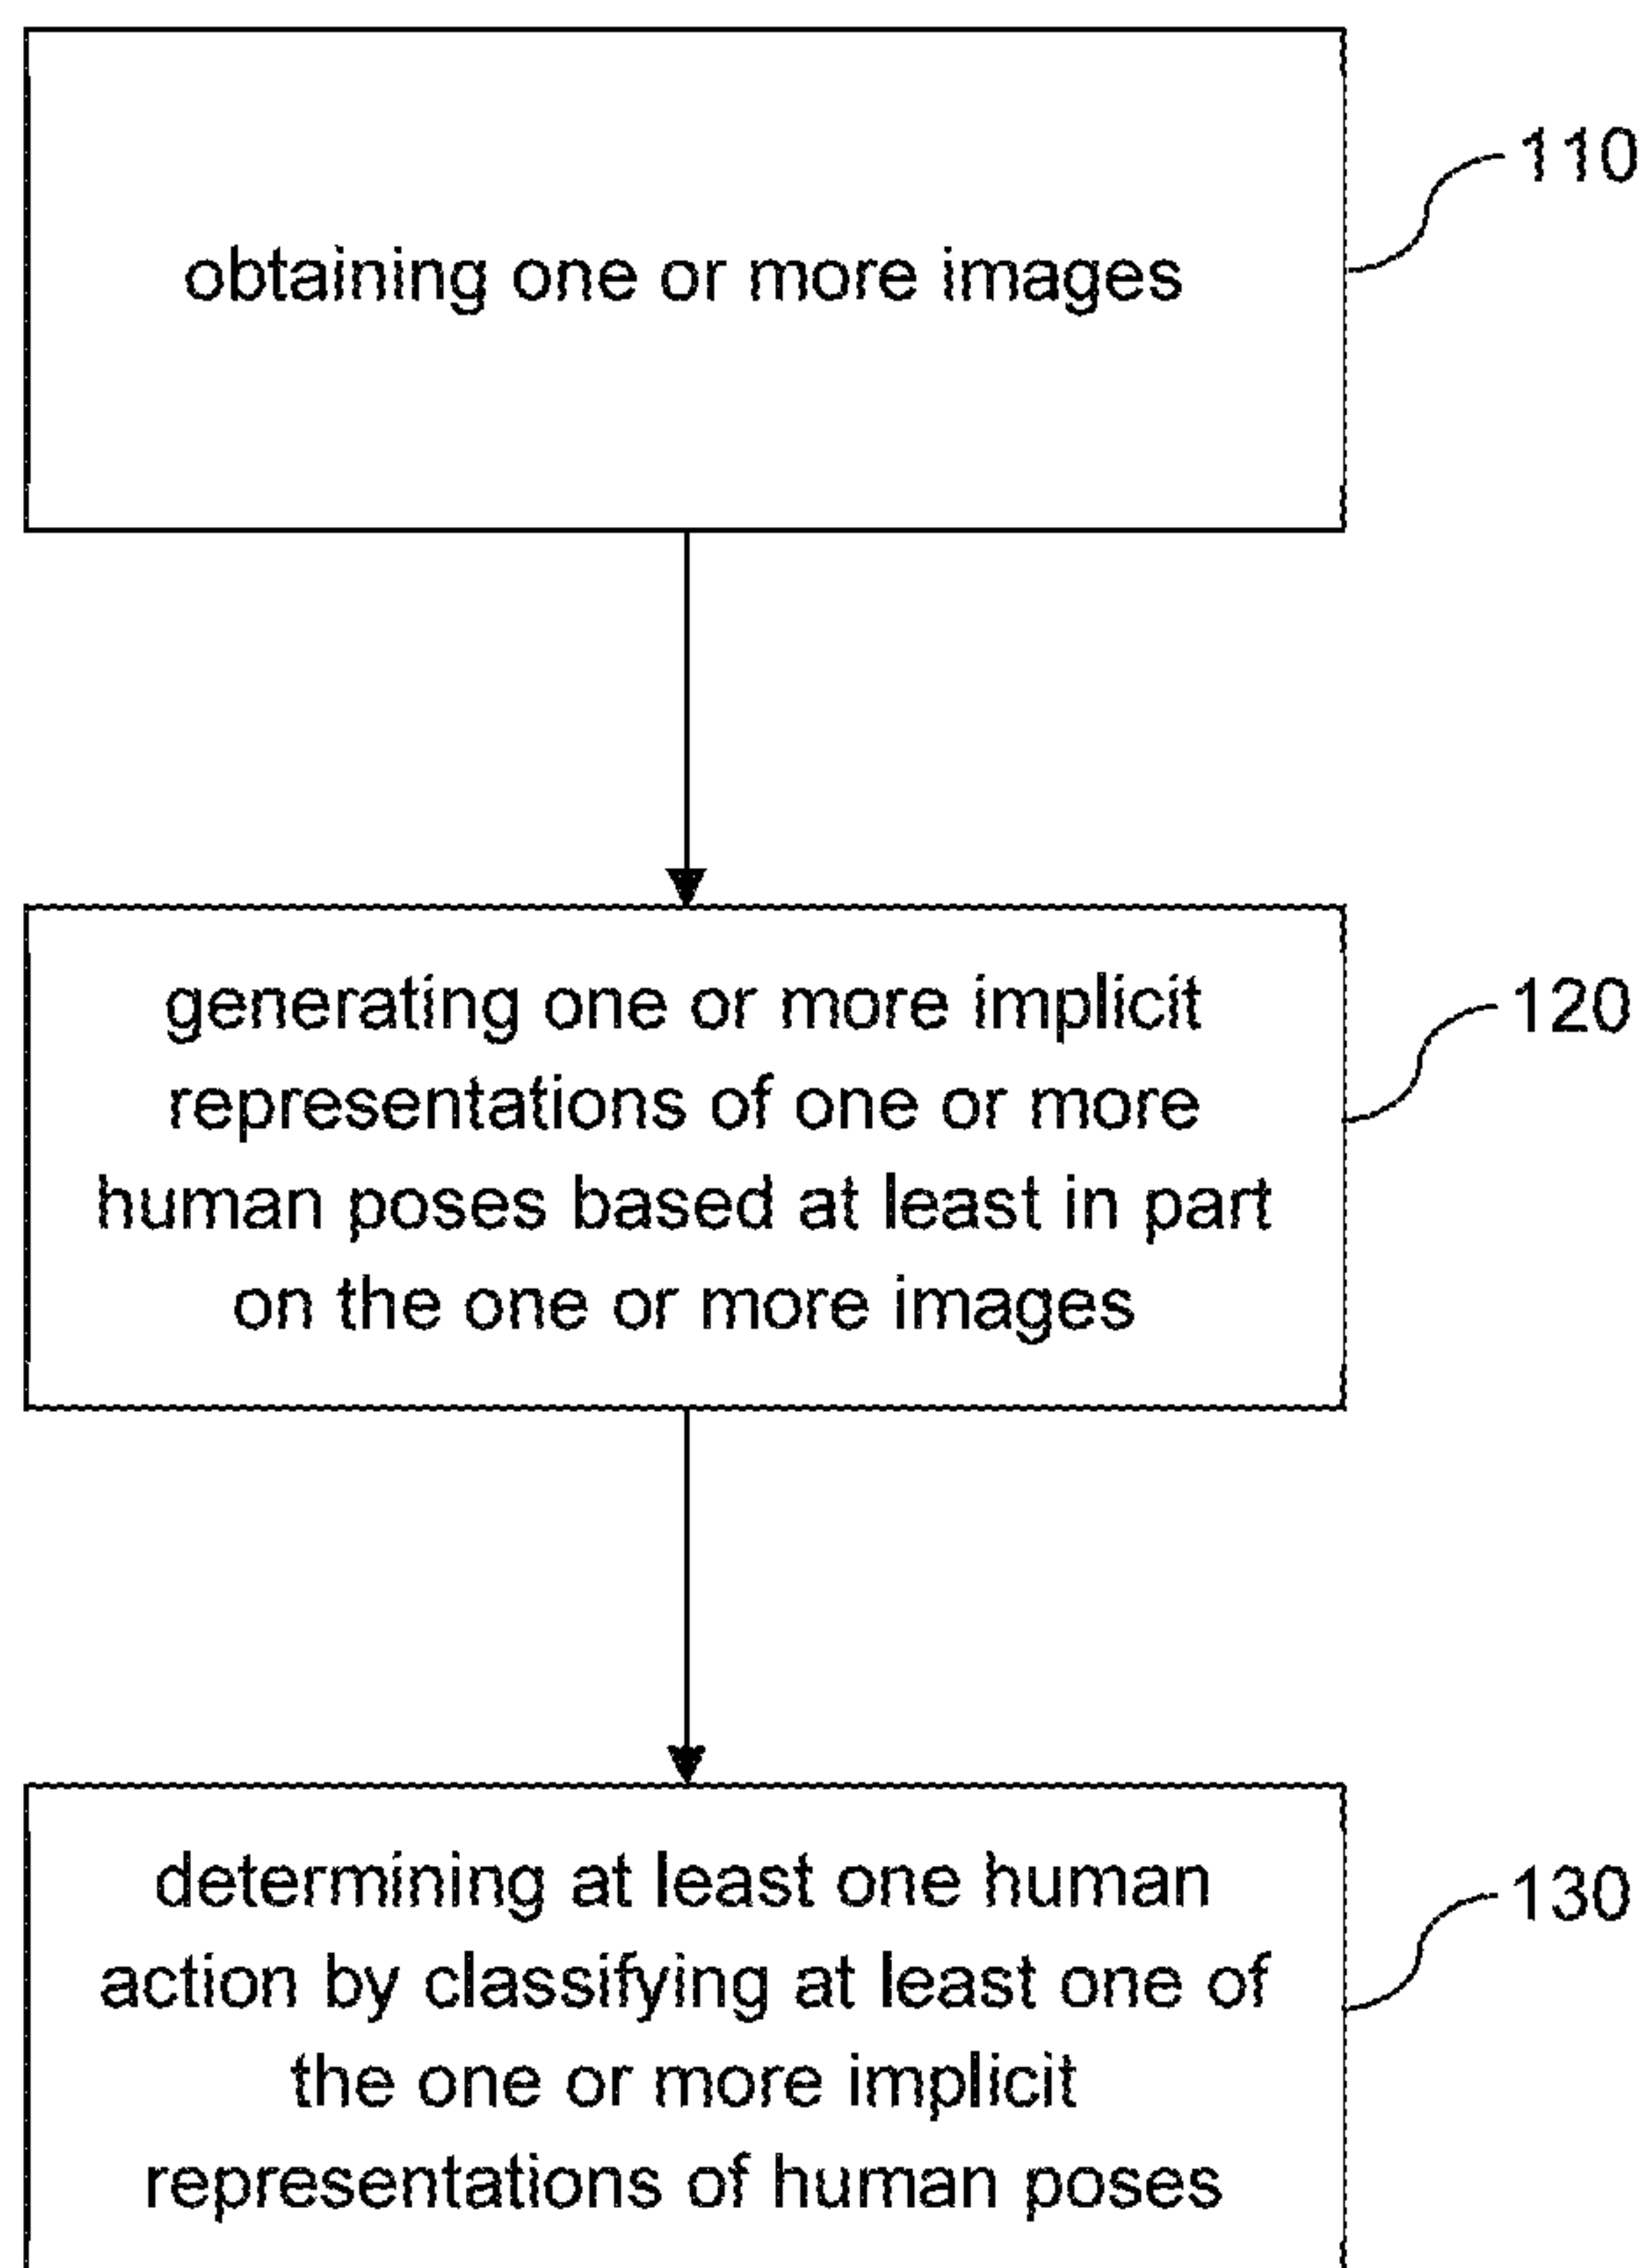 110
obtaining one or more images
120
generating one or more implicit
representations of one or more
human poses based at least in part
on the one or more images
130
determining at least one human
action by classifying at least one of
the one or more implicit
representations of human poses